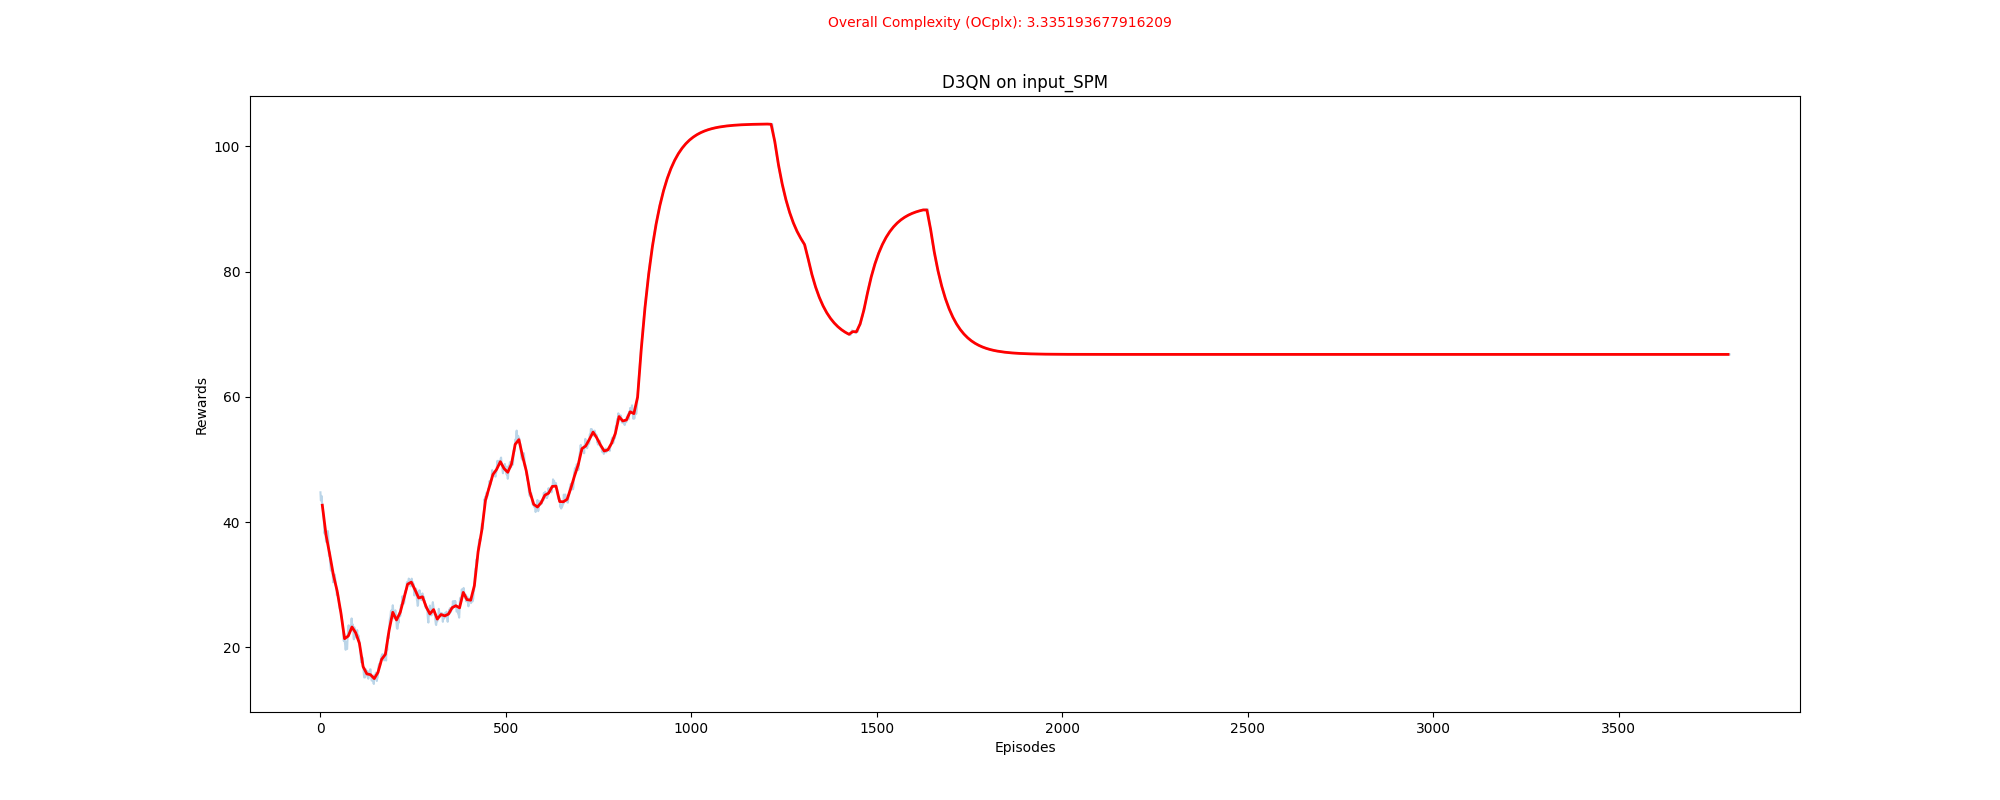 Overall Complexity (OCplx): 3.335193677916209
D3QN on input_SPM
100
80
60
40
20
Rewards
0 500 1000 1500 2000 2500 3000 3500
Episodes